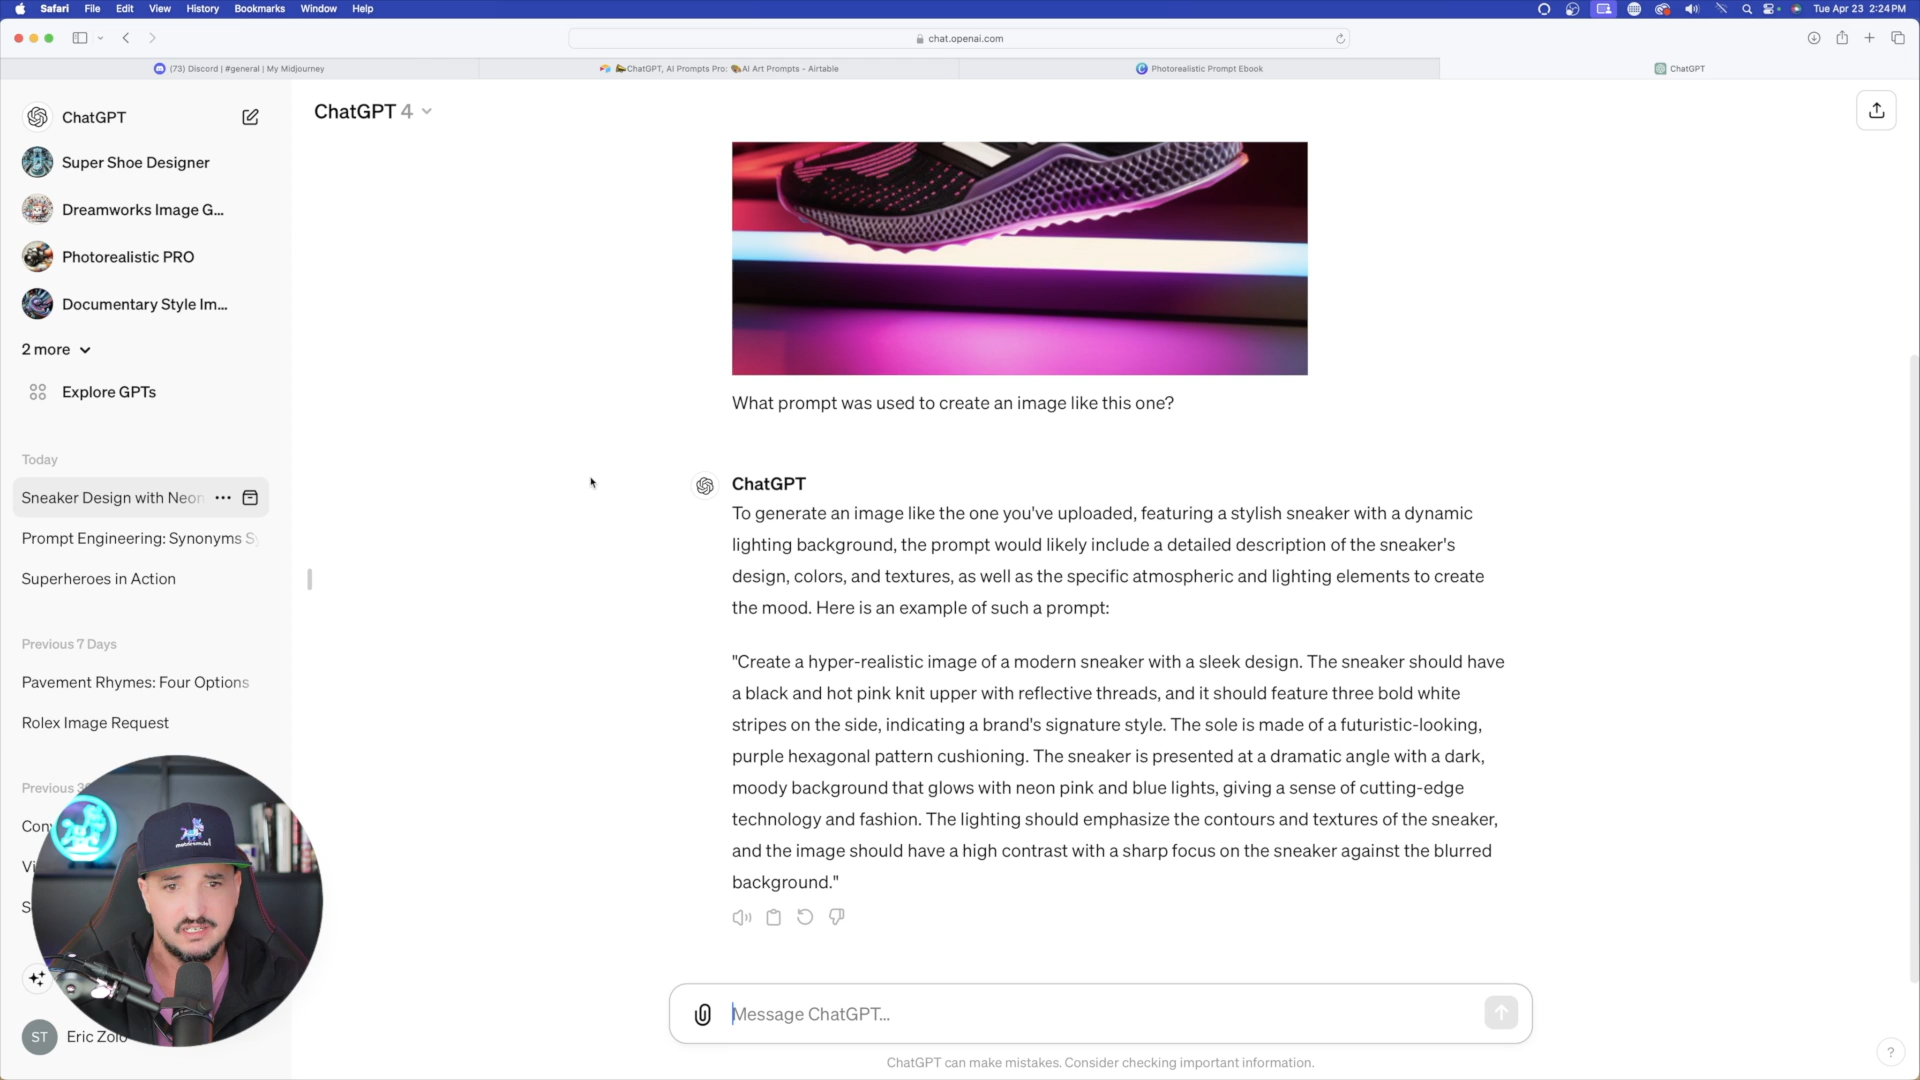 Safari File Edit View History Bookmarks Window Help
Tue Apr 23 2:24 PM
chat.openai.com
(73) Discord | #general | My Midjourney
ChatGPT, AI Prompts Pro: AI Art Prompts - Airtable
Photorealistic Prompt Ebook
ChatGPT
ChatGPT
Super Shoe Designer
Dreamworks Image G...
Photorealistic PRO
Documentary Style Im...
2 more
Explore GPTs
Today
Sneaker Design with Neon
Prompt Engineering: Synonyms S
Superheroes in Action
Previous 7 Days
Pavement Rhymes: Four Options
Rolex Image Request
Previous 3
Con
Vi
S
ST
Eric Zolo
ChatGPT 4
What prompt was used to create an image like this one?
ChatGPT
To generate an image like the one you've uploaded, featuring a stylish sneaker with a dynamic
lighting background, the prompt would likely include a detailed description of the sneaker's
design, colors, and textures, as well as the specific atmospheric and lighting elements to create
the mood. Here is an example of such a prompt:
"Create a hyper-realistic image of a modern sneaker with a sleek design. The sneaker should have
a black and hot pink knit upper with reflective threads, and it should feature three bold white
stripes on the side, indicating a brand's signature style. The sole is made of a futuristic-looking,
purple hexagonal pattern cushioning. The sneaker is presented at a dramatic angle with a dark,
moody background that glows with neon pink and blue lights, giving a sense of cutting-edge
technology and fashion. The lighting should emphasize the contours and textures of the sneaker,
and the image should have a high contrast with a sharp focus on the sneaker against the blurred
background."
Message ChatGPT...
ChatGPT can make mistakes. Consider checking important information.
?